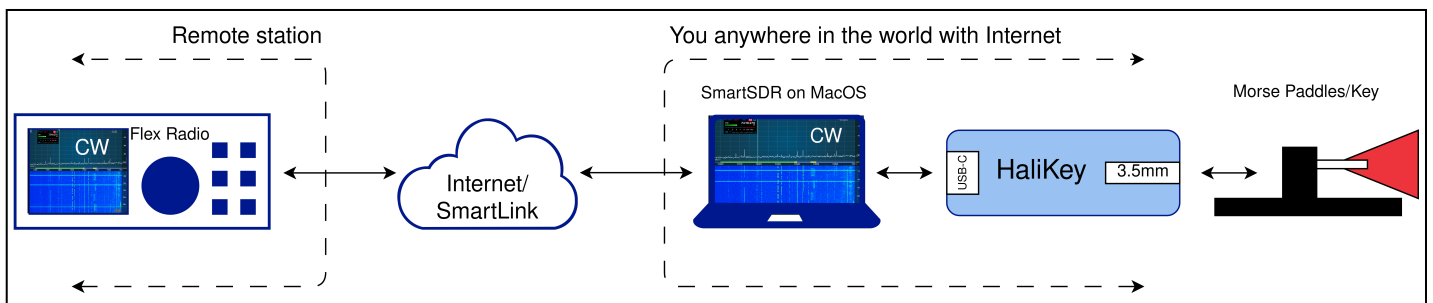 Remote station
You anywhere in the world with Internet
SmartSDR on MacOS
Morse Paddles/Key
Flex Radio
CW
CW
Internet/
SmartLink
USB-C
HaliKey
3.5mm